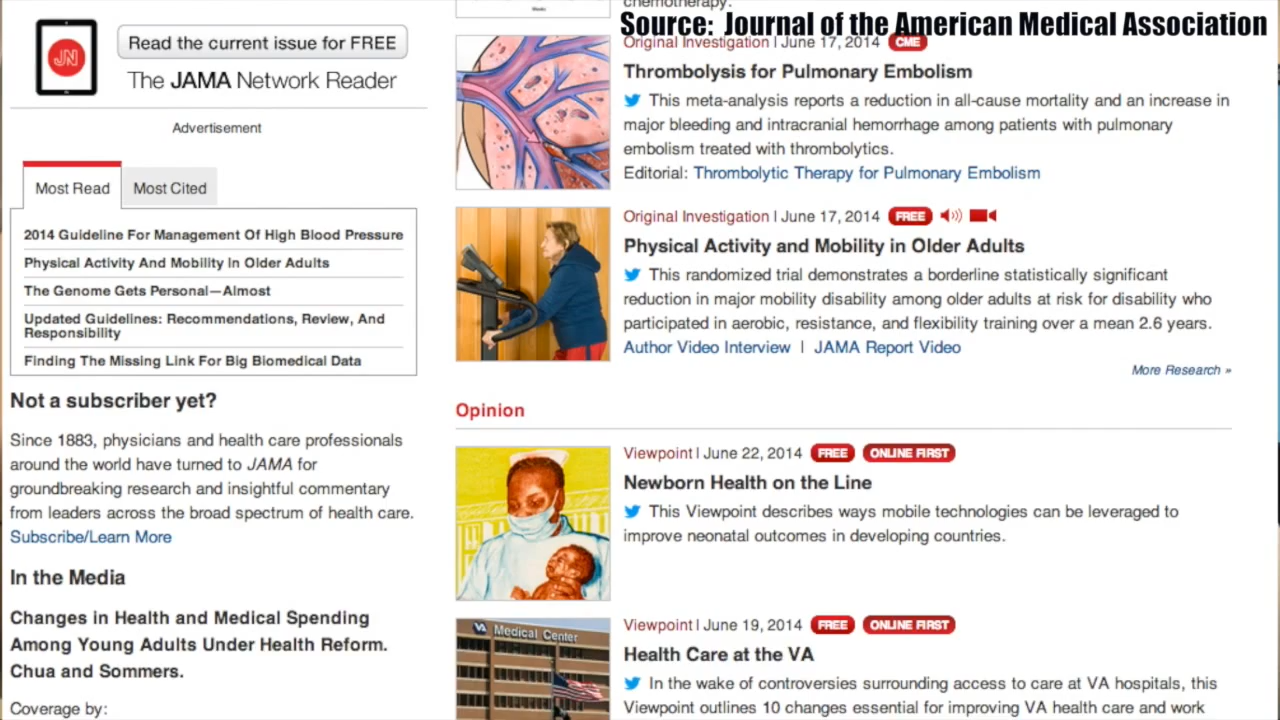 Source: Journal of the American Medical Association
JN
Read the current issue for FREE
The JAMA Network Reader
Advertisement
Most Read
Most Cited
2014 Guideline For Management Of High Blood Pressure
Physical Activity And Mobility In Older Adults
The Genome Gets Personal—Almost
Updated Guidelines: Recommendations, Review, And
Responsibility
Finding The Missing Link For Big Biomedical Data
Not a subscriber yet?
Since 1883, physicians and health care professionals
around the world have turned to JAMA for
groundbreaking research and insightful commentary
from leaders across the broad spectrum of health care.
Subscribe/Learn More
In the Media
Changes in Health and Medical Spending
Among Young Adults Under Health Reform.
Chua and Sommers.
Coverage by:
chemotherapy.
Original Investigation | June 17, 2014 CME
Thrombolysis for Pulmonary Embolism
This meta-analysis reports a reduction in all-cause mortality and an increase in
major bleeding and intracranial hemorrhage among patients with pulmonary
embolism treated with thrombolytics.
Editorial: Thrombolytic Therapy for Pulmonary Embolism
Original Investigation | June 17, 2014 FREE
Physical Activity and Mobility in Older Adults
This randomized trial demonstrates a borderline statistically significant
reduction in major mobility disability among older adults at risk for disability who
participated in aerobic, resistance, and flexibility training over a mean 2.6 years.
Author Video Interview | JAMA Report Video
More Research »
Opinion
Viewpoint | June 22, 2014 FREE ONLINE FIRST
Newborn Health on the Line
This Viewpoint describes ways mobile technologies can be leveraged to
improve neonatal outcomes in developing countries.
VA Medical Center
Viewpoint | June 19, 2014 FREE ONLINE FIRST
Health Care at the VA
In the wake of controversies surrounding access to care at VA hospitals, this
Viewpoint outlines 10 changes essential for improving VA health care and work